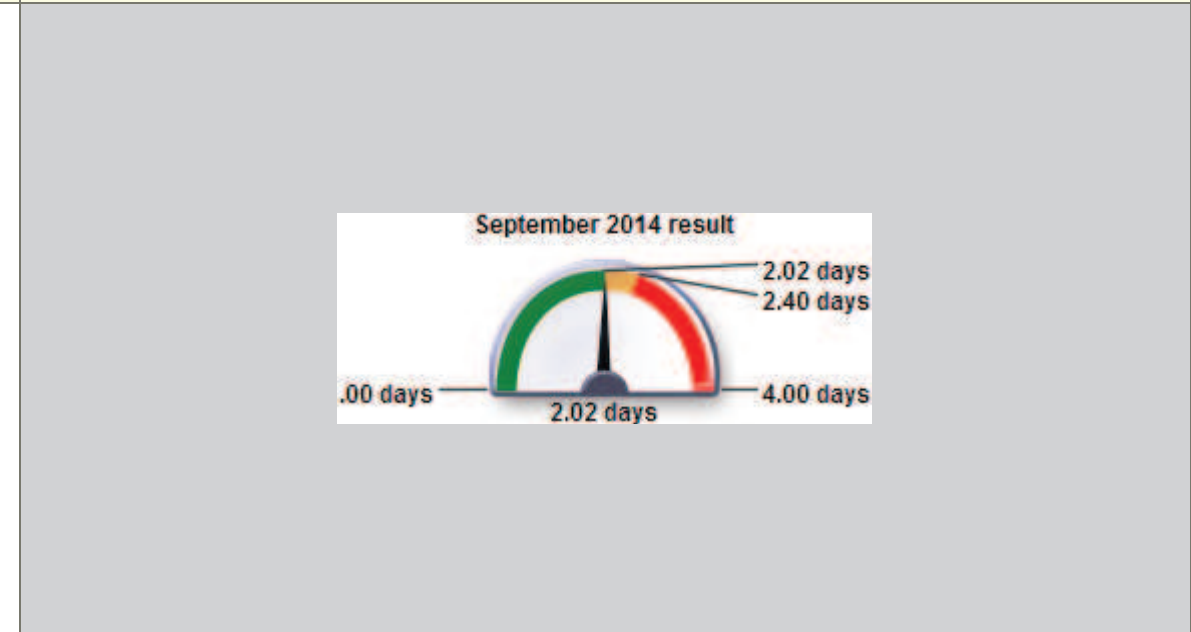 September 2014 result
2.02 days
2.40 days
.00 days
4.00 days
2.02 days